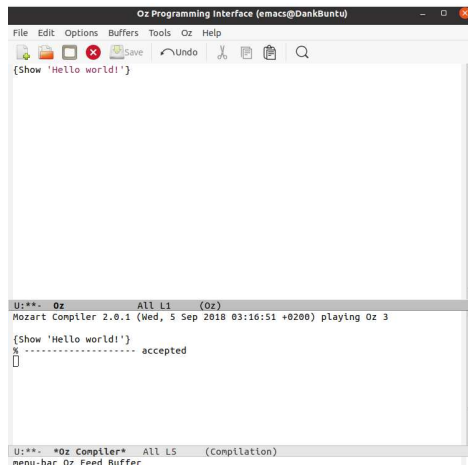 Oz Programming Interface (emacs@DankBuntu)
File Edit Options Buffers Tools Oz Help
Save Undo
{Show 'Hello world!'}
U:**- Oz All L1 (Oz)
Mozart Compiler 2.0.1 (Wed, 5 Sep 2018 03:16:51 +0200) playing Oz 3
{Show 'Hello world!'}
% -------------------- accepted
U:**- *Oz Compiler* All L5 (Compilation)
menu-bar Oz Feed Buffer